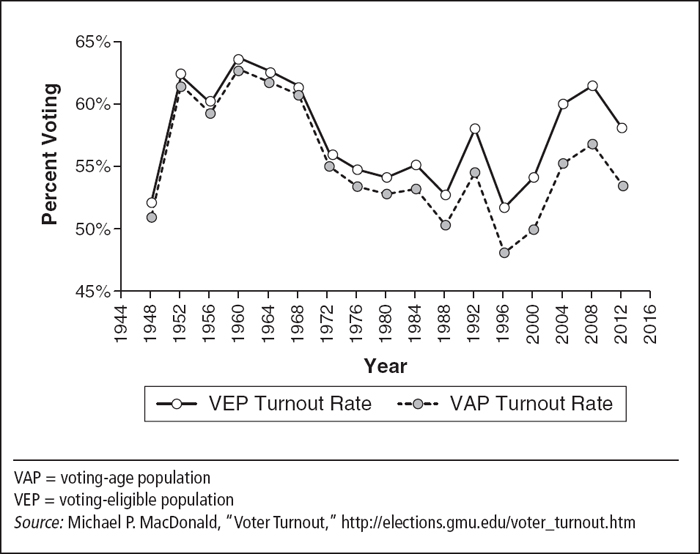 65%
60%
55%
50%
45%
Percent Voting
1944 1948 1952 1956 1960 1964 1968 1972 1976 1980 1984 1988 1992 1996 2000 2004 2008 2012 2016
Year
VEP Turnout Rate VAP Turnout Rate
VAP = voting-age population
VEP = voting-eligible population
Source: Michael P. MacDonald, “Voter Turnout,” http://elections.gmu.edu/voter_turnout.htm